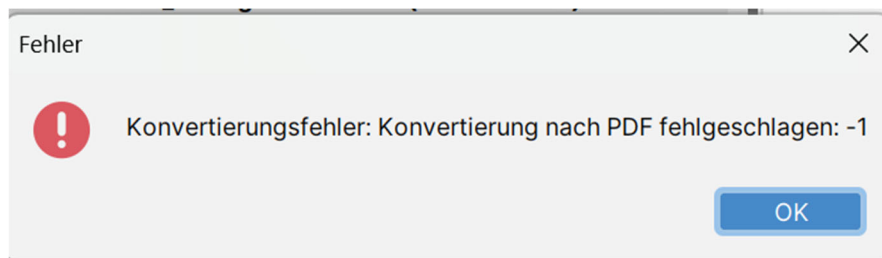 Fehler
Konvertierungsfehler: Konvertierung nach PDF fehlgeschlagen: -1
OK